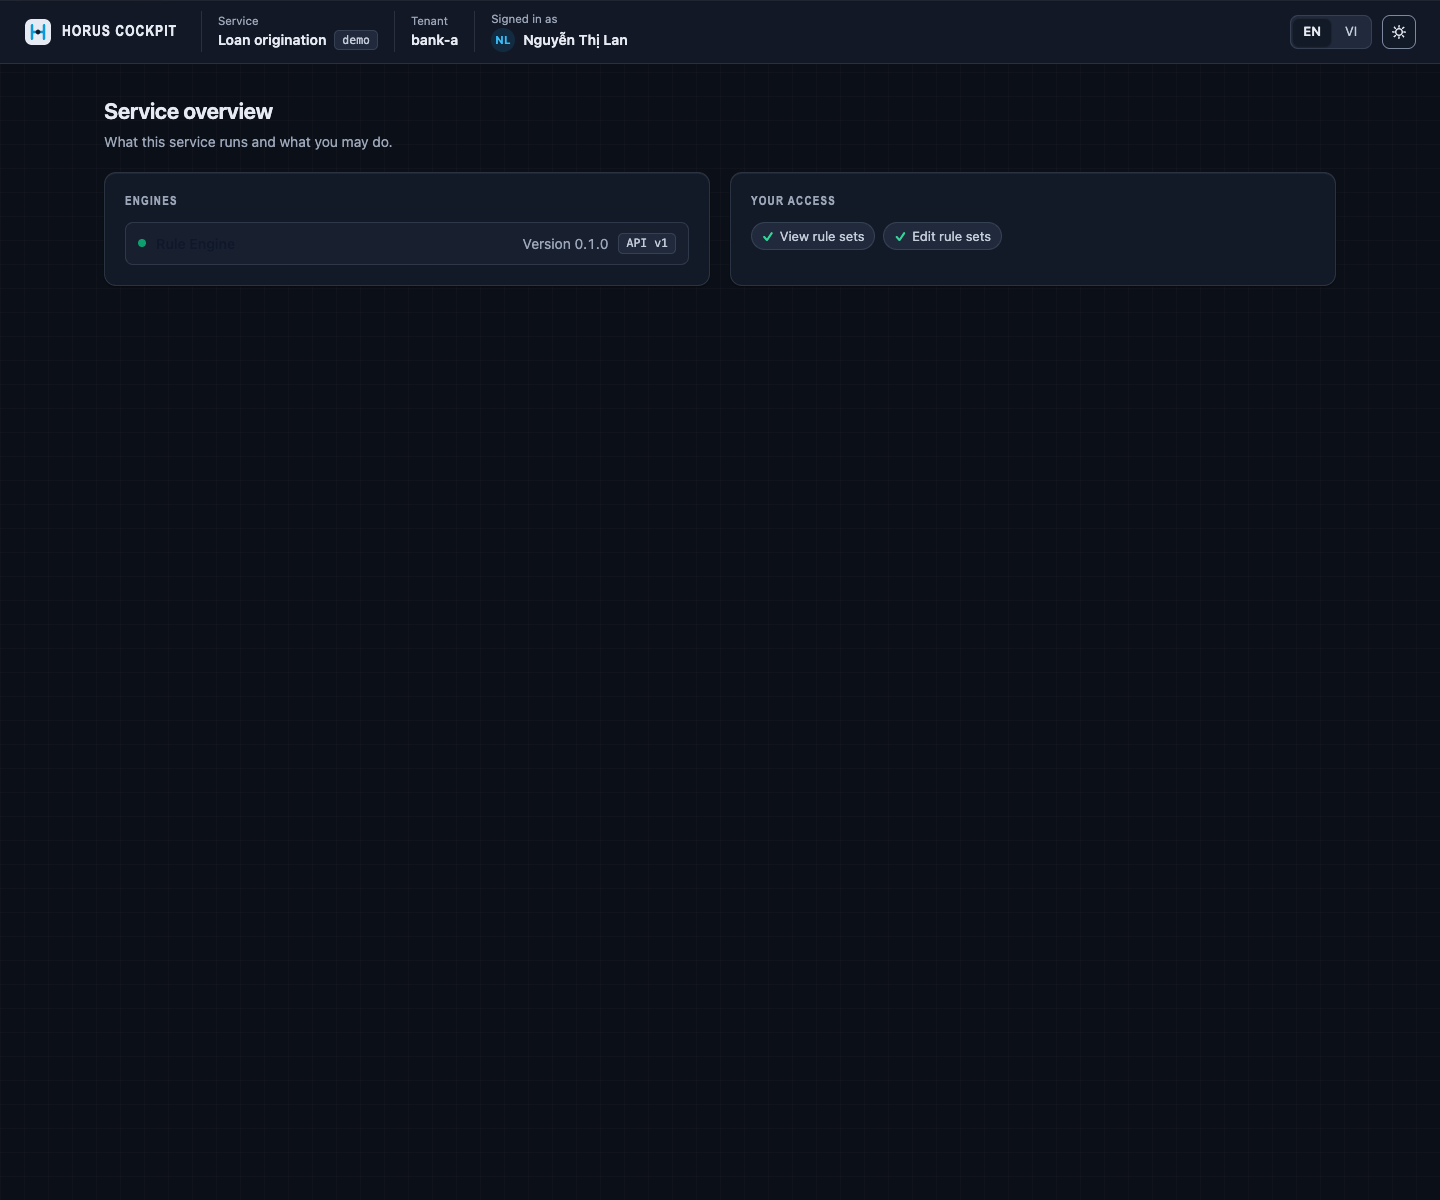 HORUS COCKPIT
Service
Loan origination demo
Tenant
bank-a
Signed in as
NL Nguyễn Thị Lan
EN VI
Service overview
What this service runs and what you may do.
ENGINES
Rule Engine Version 0.1.0 API v1
YOUR ACCESS
View rule sets Edit rule sets